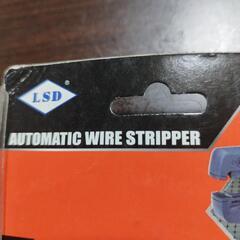 LSD
AUTOMATIC WIRE STRIPPER